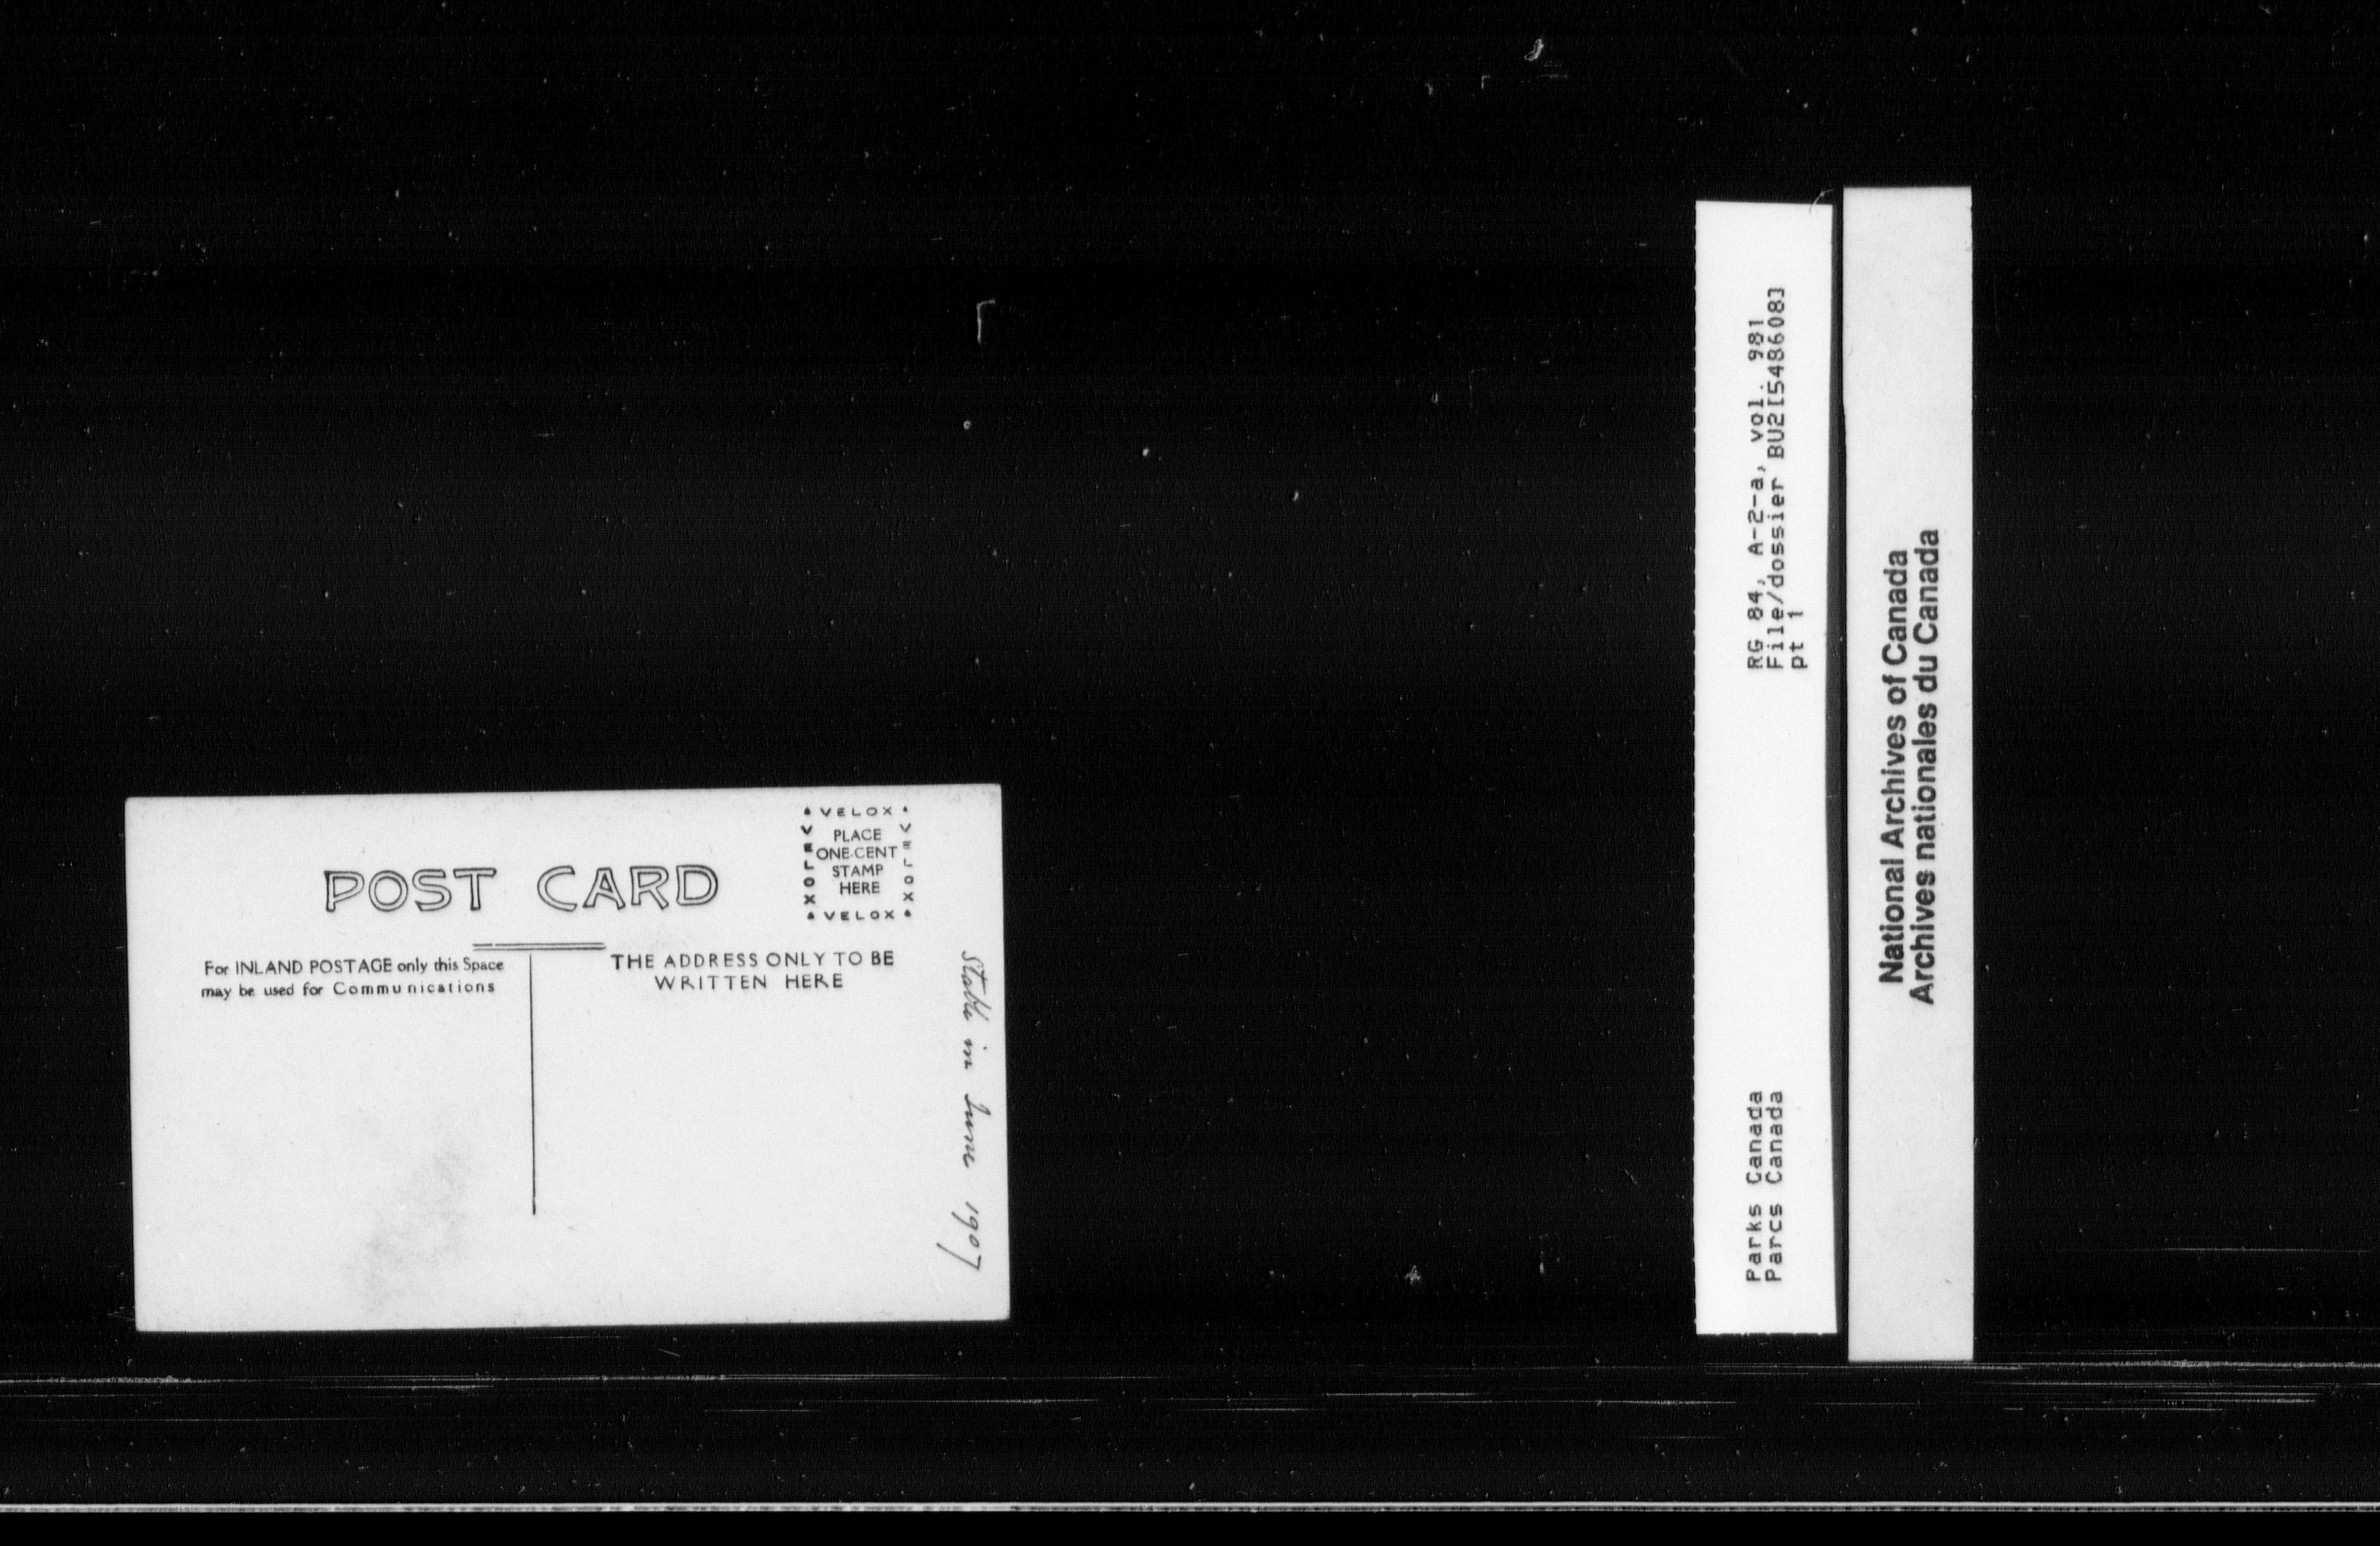 POST CARD
VELOX
VELOX
PLACE
ONE-CENT
STAMP
HERE
VELOX
VELOX
For INLAND POSTAGE only this Space
may be used for Communications
THE ADDRESS ONLY TO BE
WRITTEN HERE
in June 1907
RG 84, A-2-a, vol. 981
File/dossier BU2[548608]
pt 1
Parks Canada
Parcs Canada
National Archives of Canada
Archives nationales du Canada